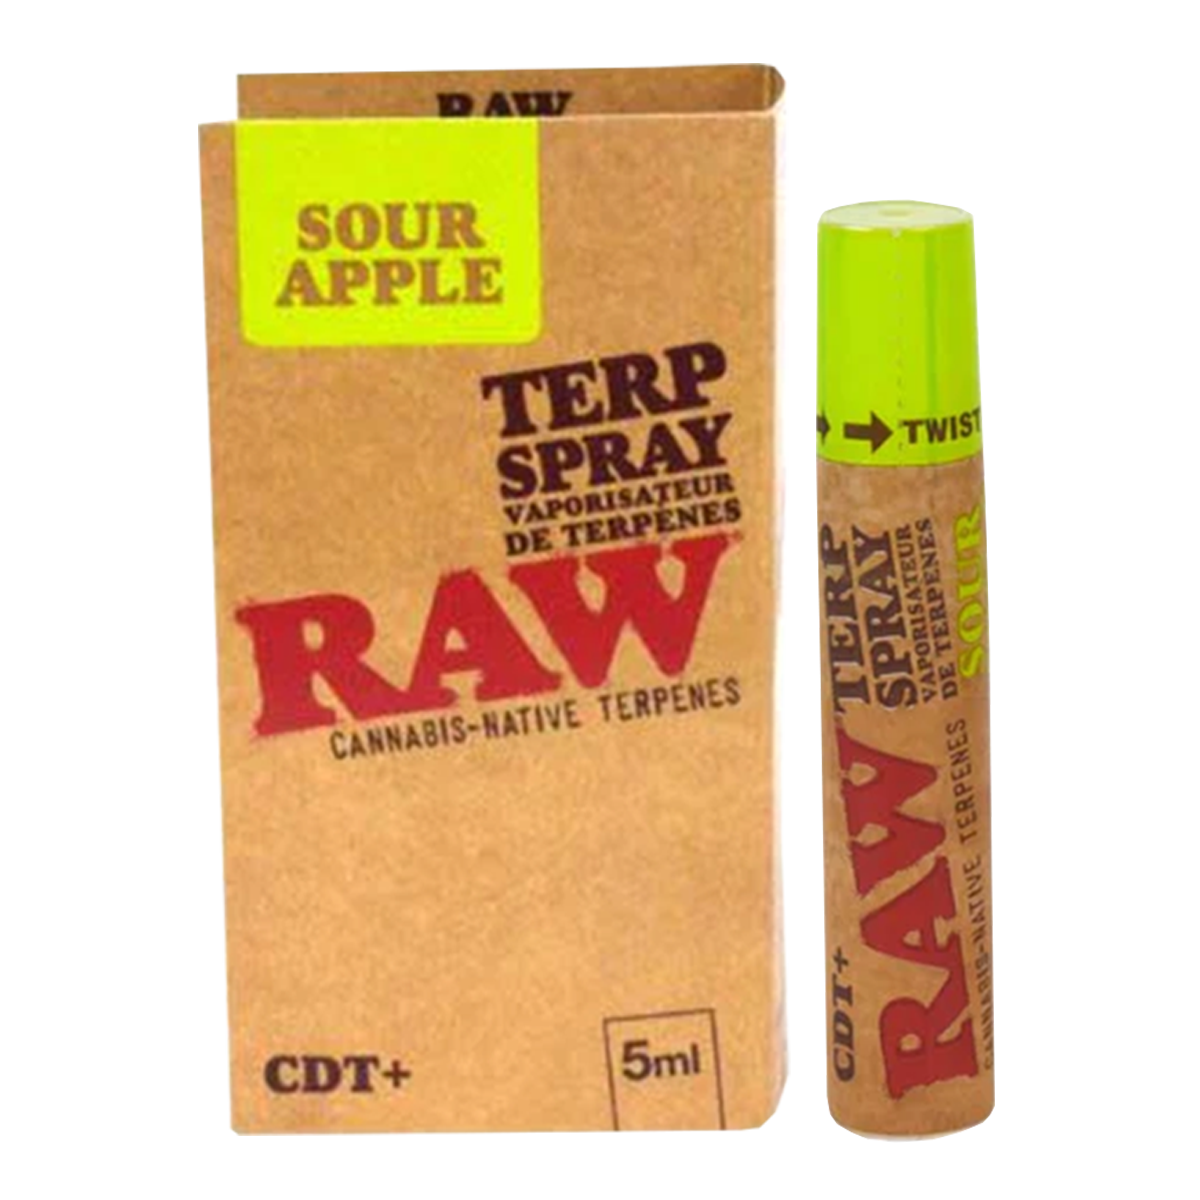 RAW
SOUR
APPLE
TERP
SPRAY
VAPORISATEUR
DE TERPÈNES
RAW
CANNABIS-NATIVE TERPENES
CDT+
5ml
TWIST
TERP
SPRAY
VAPORISATEUR
DE TERPÈNES
SOUR
RAW
CANNABIS-NATIVE TERPENES
CDT+